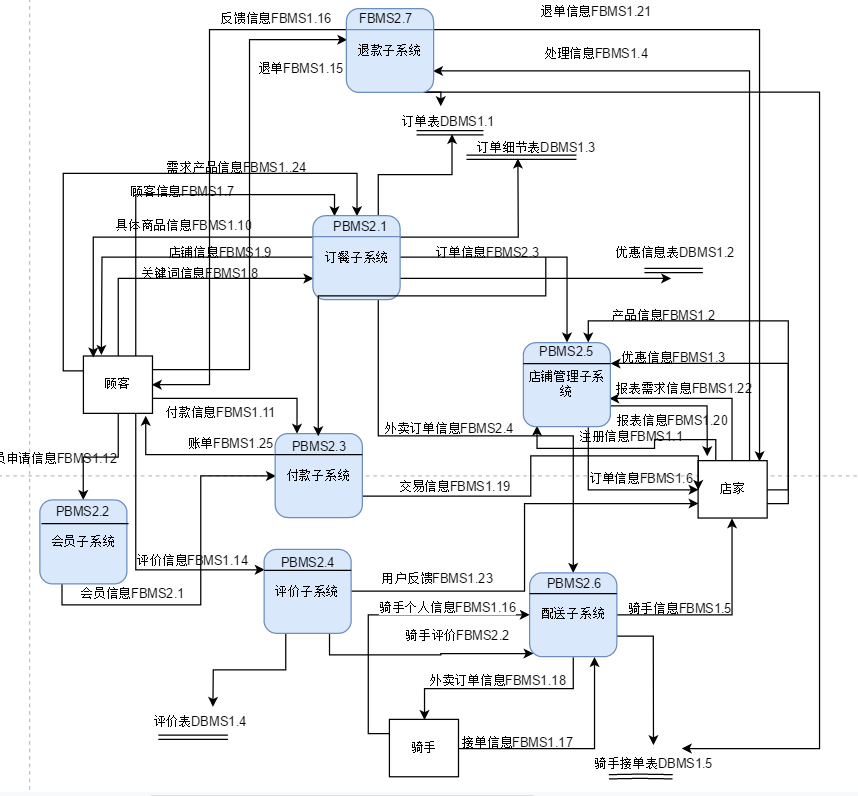 反馈信息FBMS1.16
FBMS2.7
退款子系统
退单信息FBMS1.21
处理信息FBMS1.4
退单FBMS1.15
订单表DBMS1.1
订单细节表DBMS1.3
需求产品信息FBMS1..24
顾客信息FBMS1.7
具体商品信息FBMS1.10
店铺信息FBMS1.9
关键词信息FBMS1.8
PBMS2.1
订餐子系统
订单信息FBMS2.3
优惠信息表DBMS1.2
产品信息FBMS1.2
PBMS2.5
店铺管理子系
统
优惠信息FBMS1.3
报表需求信息FBMS1.22
报表信息FBMS1.20
注册信息FBMS1.1
顾客
付款信息FBMS1.11
账单FBMS1.25
外卖订单信息FBMS2.4
员申请信息FBMS1.12
PBMS2.3
付款子系统
交易信息FBMS1.19
订单信息FBMS1.6
店家
PBMS2.2
会员子系统
评价信息FBMS1.14
会员信息FBMS2.1
PBMS2.4
评价子系统
用户反馈FBMS1.23
PBMS2.6
配送子系统
骑手个人信息FBMS1.16
骑手信息FBMS1.5
骑手评价FBMS2.2
外卖订单信息FBMS1.18
评价表DBMS1.4
骑手
接单信息FBMS1.17
骑手接单表DBMS1.5